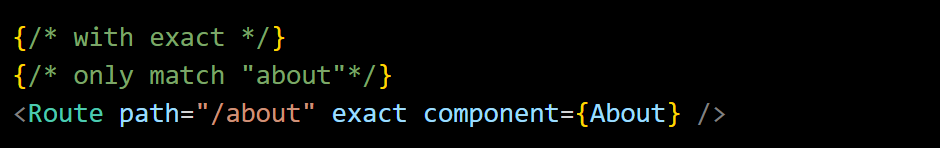 {/* with exact */}
{/* only match "about"*/}
<Route path="/about" exact component={About} />